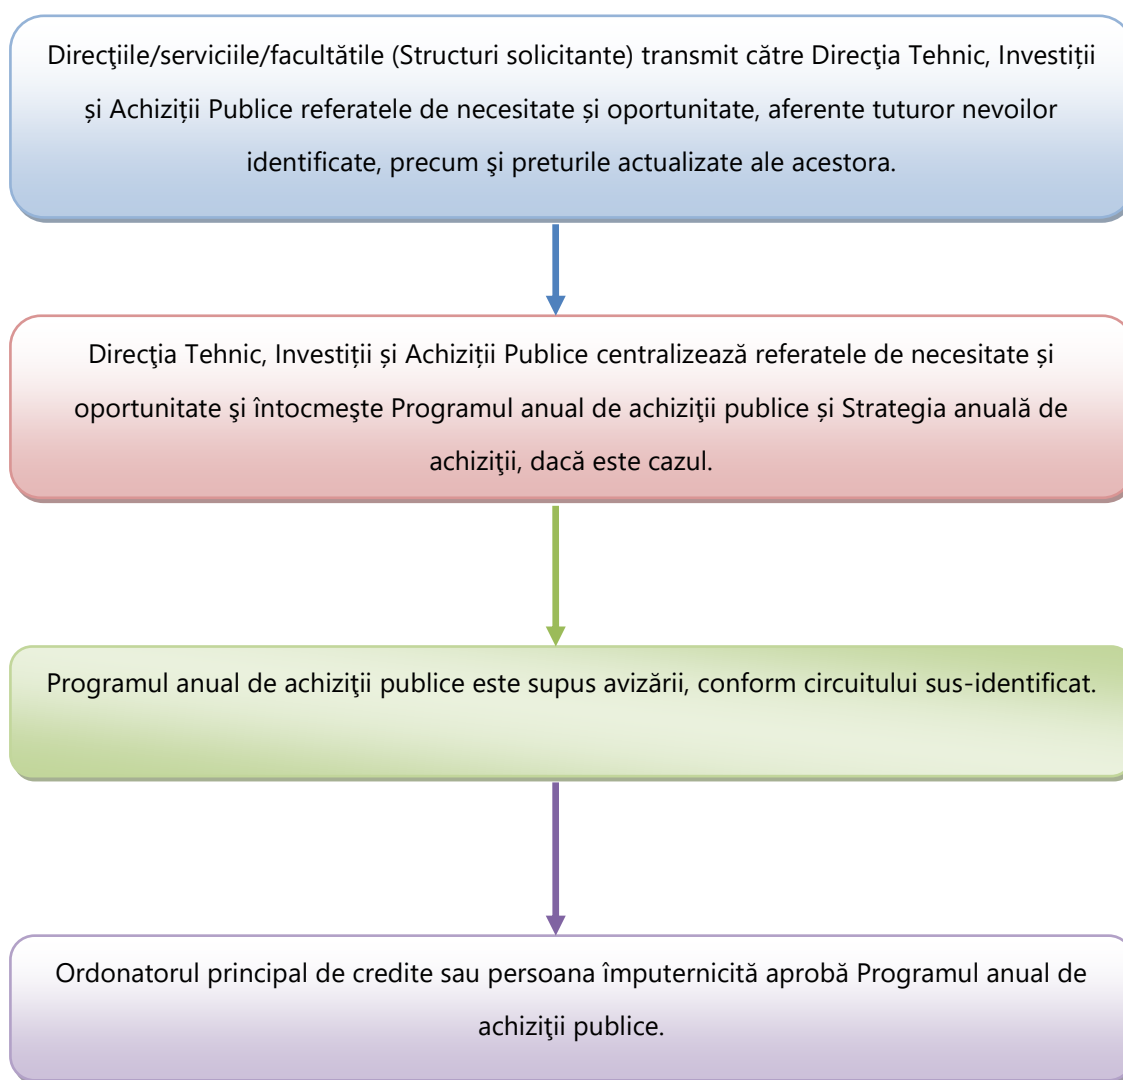 Direcţiile/serviciile/facultătile (Structuri solicitante) transmit către Direcţia Tehnic, Investiții
și Achiziții Publice referatele de necesitate și oportunitate, aferente tuturor nevoilor
identificate, precum şi preturile actualizate ale acestora.
Direcţia Tehnic, Investiții și Achiziții Publice centralizează referatele de necesitate și
oportunitate şi întocmeşte Programul anual de achiziţii publice și Strategia anuală de
achiziţii, dacă este cazul.
Programul anual de achiziţii publice este supus avizării, conform circuitului sus-identificat.
Ordonatorul principal de credite sau persoana împuternicită aprobă Programul anual de
achiziţii publice.